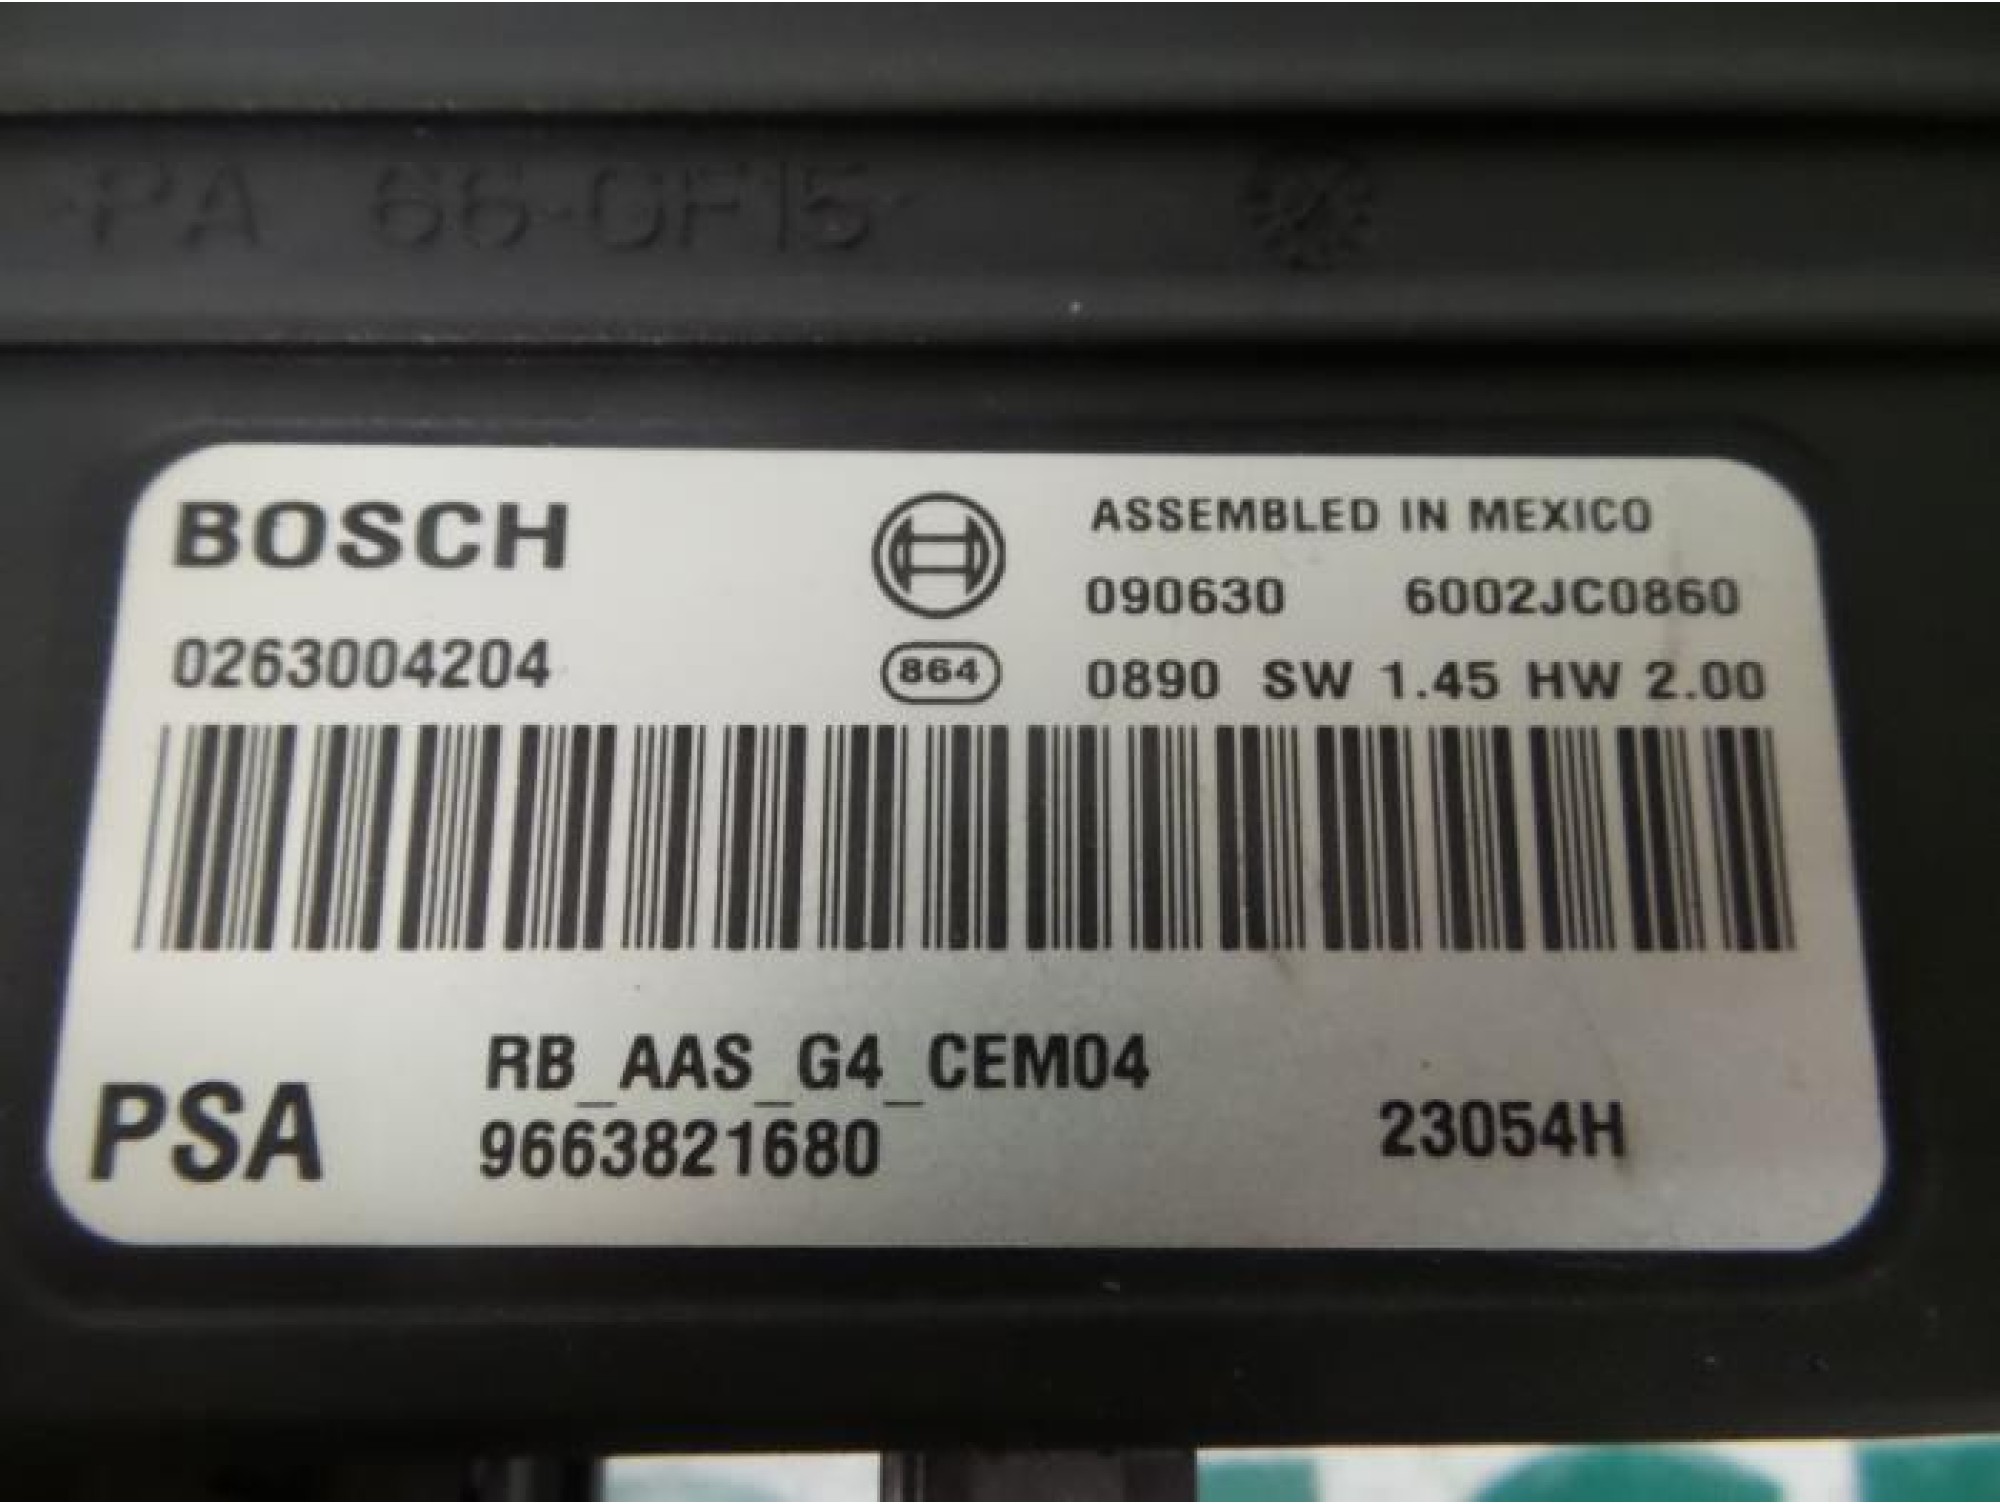 PA 66-GF15
BOSCH
ASSEMBLED IN MEXICO
090630 6002JC0860
0263004204
864
0890 SW 1.45 HW 2.00
RB_AAS_G4_CEM04
PSA
9663821680
23054H